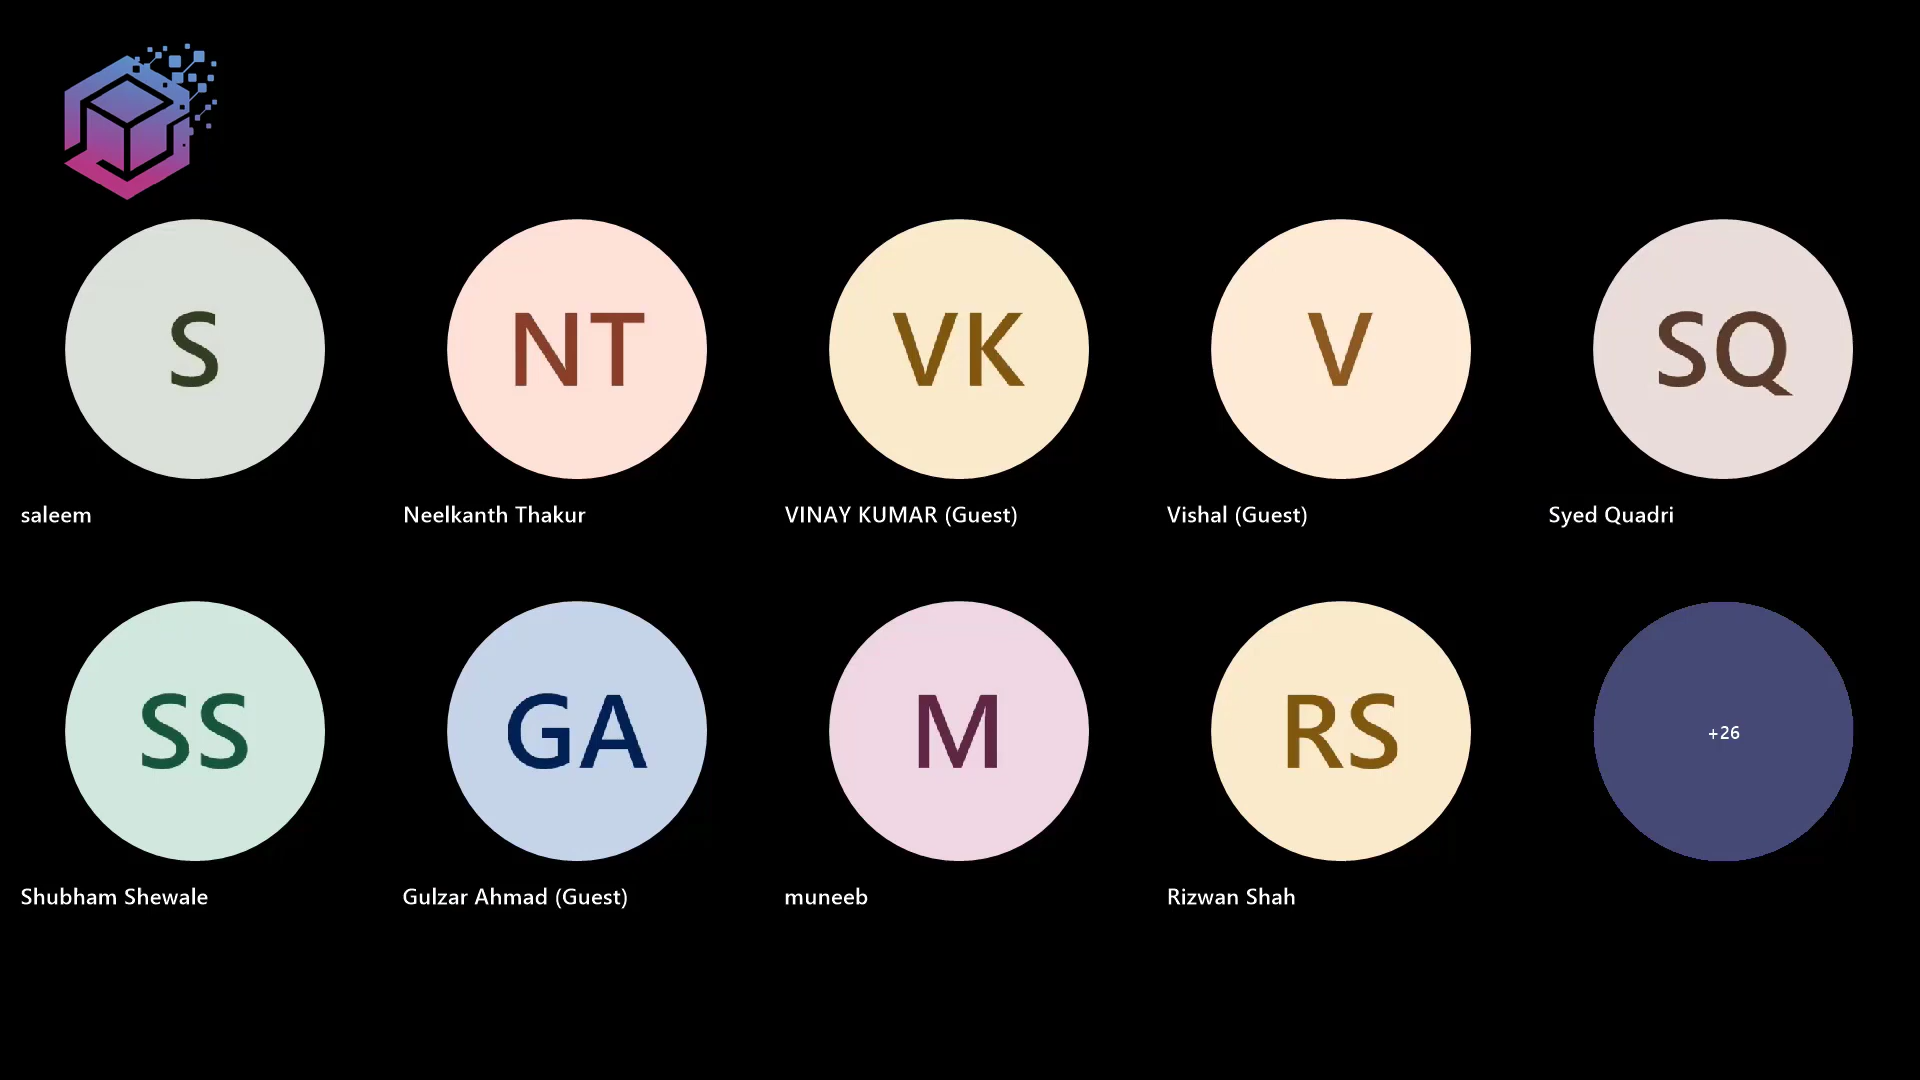 S
NT
VK
V
SQ
saleem
Neelkanth Thakur
VINAY KUMAR (Guest)
Vishal (Guest)
Syed Quadri
SS
GA
M
RS
+26
Shubham Shewale
Gulzar Ahmad (Guest)
muneeb
Rizwan Shah